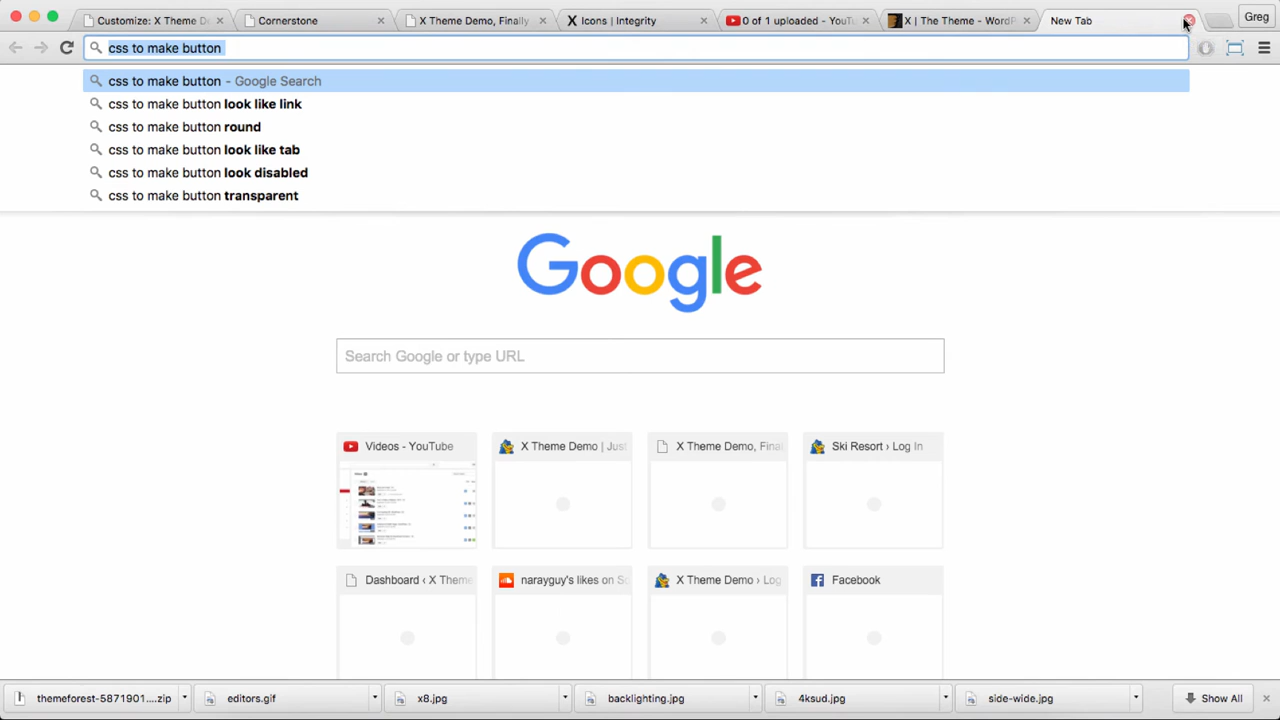 Customize: X Theme D
Cornerstone
X Theme Demo, Finally
Icons | Integrity
0 of 1 uploaded - YouTu
X | The Theme - WordP
New Tab
Greg
css to make button
css to make button - Google Search
css to make button look like link
css to make button round
css to make button look like tab
css to make button look disabled
css to make button transparent
Google
Search Google or type URL
Videos - YouTube
X Theme Demo | Just
X Theme Demo, Fina
Ski Resort › Log In
Dashboard ‹ X Theme
narayguy's likes on So
X Theme Demo › Log
Facebook
themeforest-5871901....zip
editors.gif
x8.jpg
backlighting.jpg
4ksud.jpg
side-wide.jpg
Show All